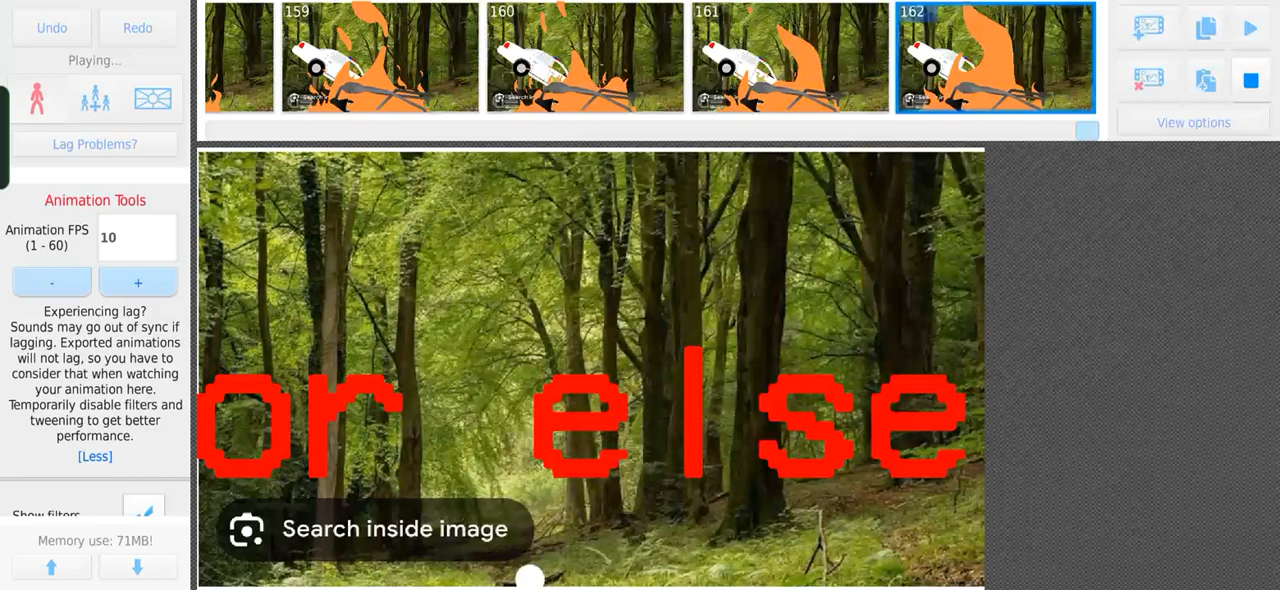 Undo
Redo
Playing...
Lag Problems?
Animation Tools
Animation FPS
(1 - 60)
10
-
+
Experiencing lag?
Sounds may go out of sync if
lagging. Exported animations
will not lag, so you have to
consider that when watching
your animation here.
Temporarily disable filters and
tweening to get better
performance.
[Less]
Show filters
Memory use: 71MB!
159
160
161
162
View options
or else
Search inside image